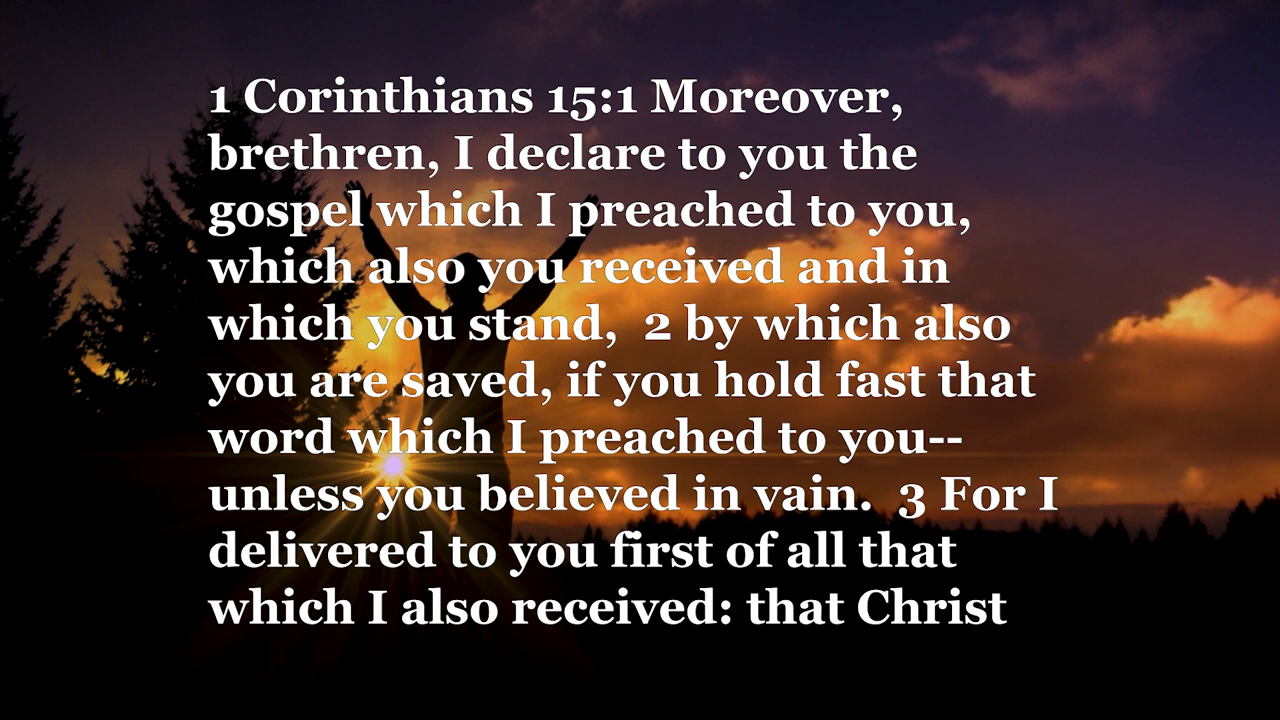 1 Corinthians 15:1 Moreover,
brethren, I declare to you the
gospel which I preached to you,
which also you received and in
which you stand,  2 by which also
you are saved, if you hold fast that
word which I preached to you--
unless you believed in vain.  3 For I
delivered to you first of all that
which I also received: that Christ